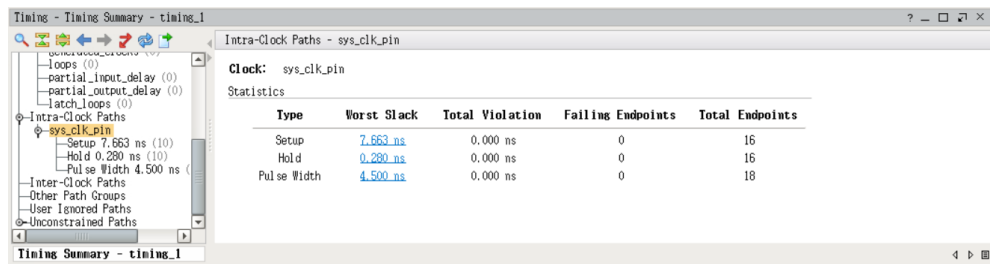 Timing - Timing Summary - timing_1
Intra-Clock Paths - sys_clk_pin
generated_clocks (0)
loops (0)
partial_input_delay (0)
partial_output_delay (0)
latch_loops (0)
Intra-Clock Paths
sys_clk_pin
Setup 7.663 ns (10)
Hold 0.280 ns (10)
Pulse Width 4.500 ns (
Inter-Clock Paths
Other Path Groups
User Ignored Paths
Unconstrained Paths
Clock: sys_clk_pin
Statistics
Type Worst Slack Total Violation Failing Endpoints Total Endpoints
Setup 7.663 ns 0.000 ns 0 16
Hold 0.280 ns 0.000 ns 0 16
Pulse Width 4.500 ns 0.000 ns 0 18
Timing Summary - timing_1